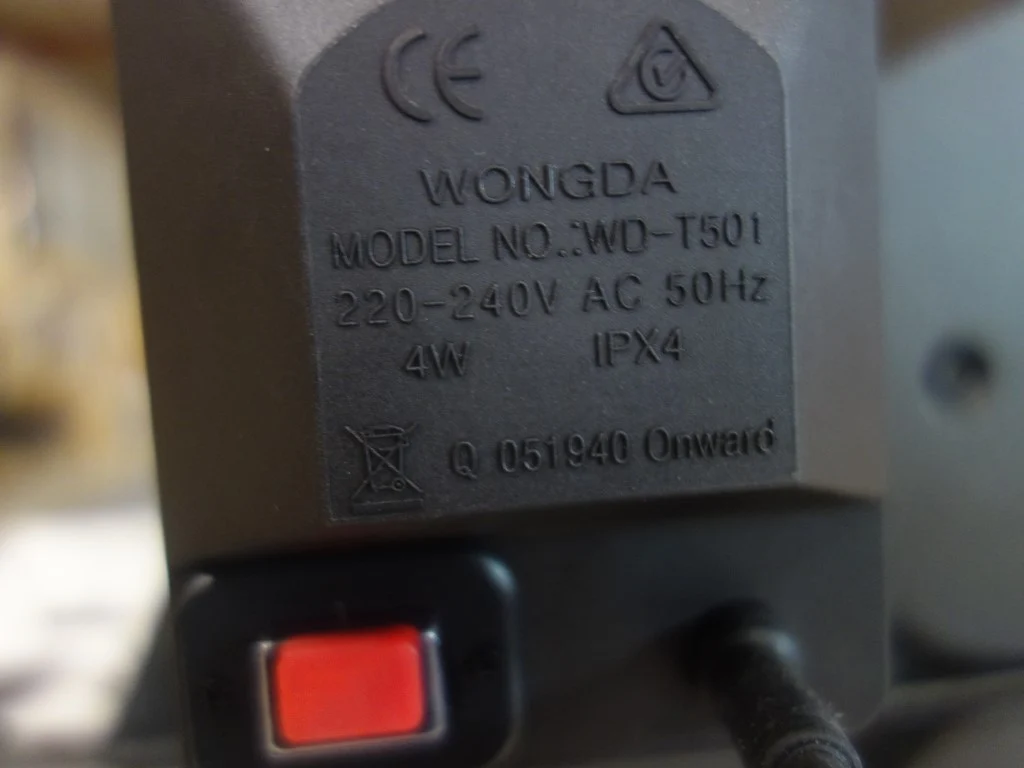 CE
WONGDA
MODEL NO.:WD-T501
220-240V AC 50Hz
4W IPX4
Q 051940 Onward